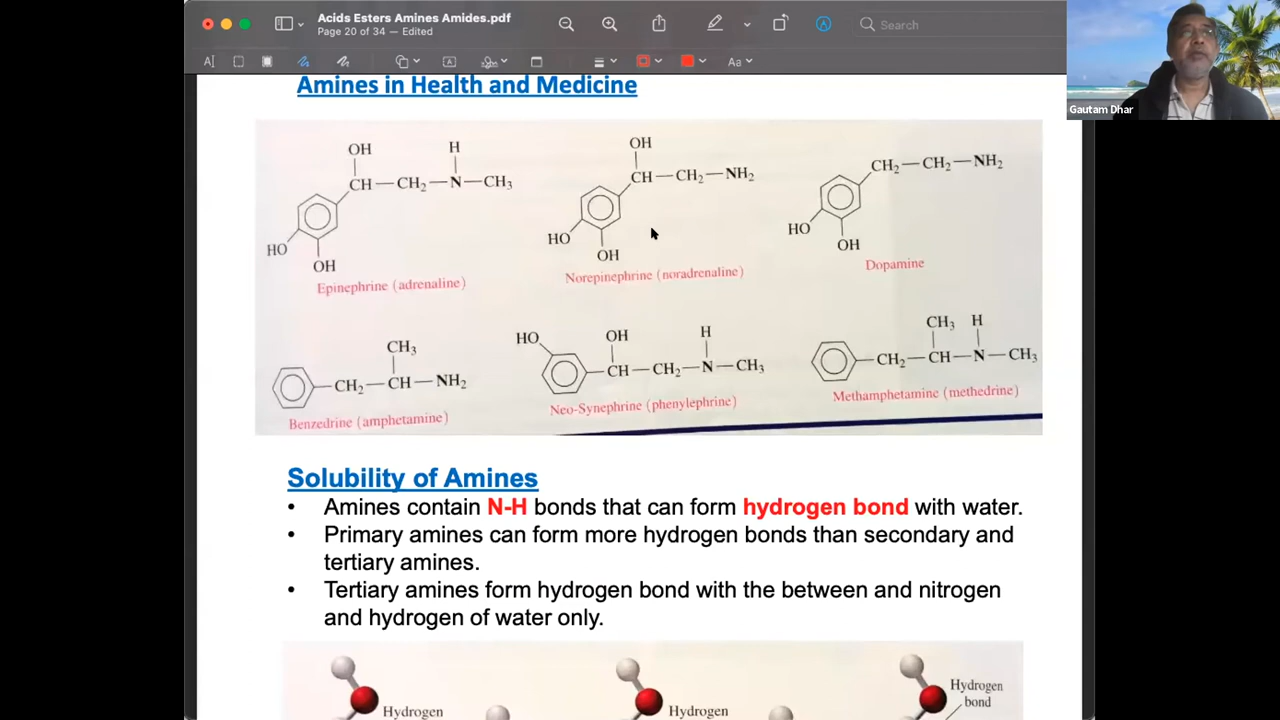 Acids Esters Amines Amides.pdf
Page 20 of 34 — Edited
Search
Gautam Dhar
Aa
Amines in Health and Medicine
OH
H
CH—CH₂—N—CH₃
HO
OH
Epinephrine (adrenaline)
OH
CH—CH₂—NH₂
HO
OH
Norepinephrine (noradrenaline)
CH₂—CH₂—NH₂
HO
OH
Dopamine
CH₃
CH₂—CH—NH₂
Benzedrine (amphetamine)
HO
OH
H
CH—CH₂—N—CH₃
Neo-Synephrine (phenylephrine)
CH₃ H
CH₂—CH—N—CH₃
Methamphetamine (methedrine)
Solubility of Amines
• Amines contain N-H bonds that can form hydrogen bond with water.
• Primary amines can form more hydrogen bonds than secondary and
tertiary amines.
• Tertiary amines form hydrogen bond with the between and nitrogen
and hydrogen of water only.
Hydrogen
Hydrogen
Hydrogen
bond